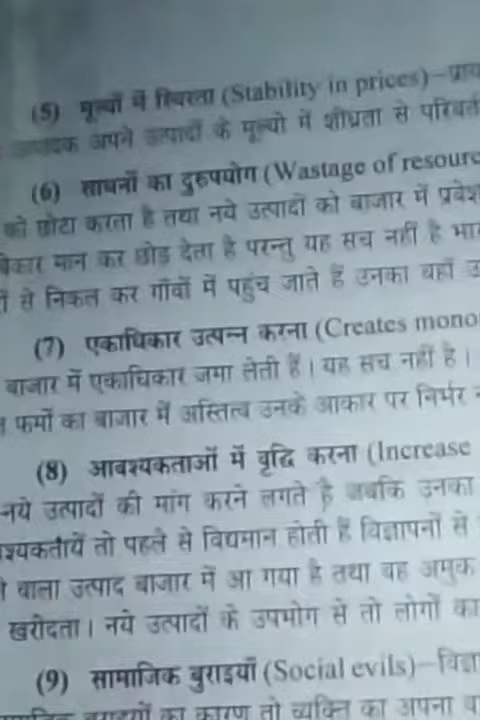 (5) मूल्यों में स्थिरता (Stability in prices)–प्राय
उत्पादक अपने उत्पादों के मूल्यो में शीघ्रता से परिवर्त
(6) साधनों का दुरुपयोग (Wastage of resourc
को छोटा करता है तथा नये उत्पादों को बाजार में प्रवेश
बेकार मान कर छोड़ देता है परन्तु यह सच नहीं है भा
ों से निकल कर गाँवों में पहुंच जाते हैं उनका वहाँ उ
(7) एकाधिकार उत्पन्न करना (Creates mono
बाजार में एकाधिकार जमा लेती हैं। यह सच नहीं है।
फर्मो का बाजार में अस्तित्व उनके आकार पर निर्भर
(8) आवश्यकताओं में वृद्धि करना (Increase
नये उत्पादों की मांग करने लगते है जबकि उनका
श्यकतायें तो पहले से विद्यमान होती हैं विज्ञापनों से
वाला उत्पाद बाजार में आ गया है तथा वह अमुक
खरीदता। नये उत्पादों के उपभोग से तो लोगों का
(9) सामाजिक बुराइयाँ (Social evils)–विज्ञा
बुराइयों का कारण तो व्यक्ति का अपना